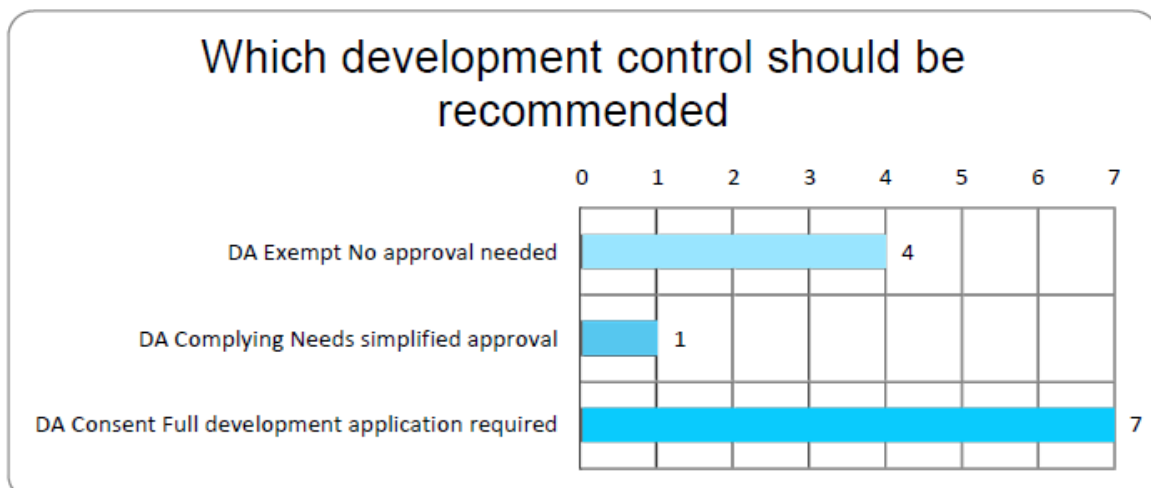 Which development control should be
recommended
0 1 2 3 4 5 6 7
DA Exempt No approval needed 4
DA Complying Needs simplified approval 1
DA Consent Full development application required 7